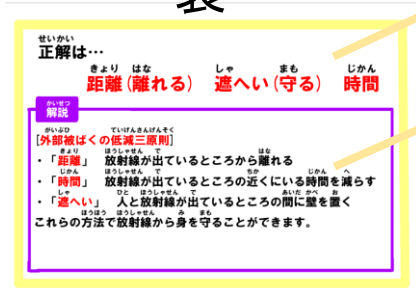 正解は…
距離(離れる) 遮へい(守る) 時間
解説
[外部被ばくの低減三原則]
・「距離」 放射線が出ているところから離れる
・「時間」 放射線が出ているところの近くにいる時間を減らす
・「遮へい」 人と放射線が出ているところの間に壁を置く
これらの方法で放射線から身を守ることができます。